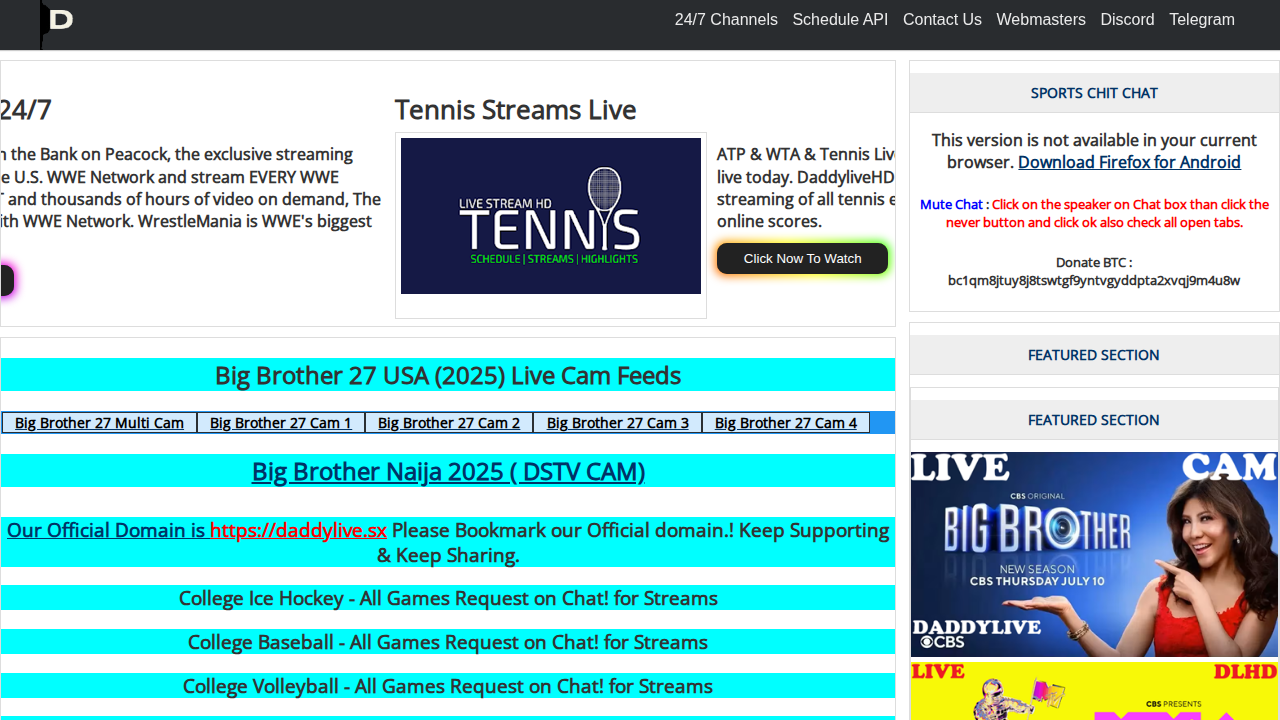 D
24/7 Channels Schedule API Contact Us Webmasters Discord Telegram
24/7
n the Bank on Peacock, the exclusive streaming
e U.S. WWE Network and stream EVERY WWE
and thousands of hours of video on demand, The
ith WWE Network. WrestleMania is WWE's biggest
Tennis Streams Live
LIVE STREAM HD
TENNIS
SCHEDULE | STREAMS | HIGHLIGHTS
ATP & WTA & Tennis Liv
live today. DaddyliveHD
streaming of all tennis e
online scores.
Click Now To Watch
Big Brother 27 USA (2025) Live Cam Feeds
Big Brother 27 Multi Cam Big Brother 27 Cam 1 Big Brother 27 Cam 2 Big Brother 27 Cam 3 Big Brother 27 Cam 4
Big Brother Naija 2025 ( DSTV CAM)
Our Official Domain is https://daddylive.sx Please Bookmark our Official domain.! Keep Supporting
& Keep Sharing.
College Ice Hockey - All Games Request on Chat! for Streams
College Baseball - All Games Request on Chat! for Streams
College Volleyball - All Games Request on Chat! for Streams
SPORTS CHIT CHAT
This version is not available in your current
browser. Download Firefox for Android
Mute Chat : Click on the speaker on Chat box than click the
never button and click ok also check all open tabs.
Donate BTC :
bc1qm8jtuy8j8tswtgf9yntvgyddpta2xvqj9m4u8w
FEATURED SECTION
FEATURED SECTION
LIVE CAM
CBS ORIGINAL
BIG BROTHER
NEW SEASON
CBS THURSDAY JULY 10
DADDYLIVE
CBS
LIVE DLHD
CBS PRESENTS